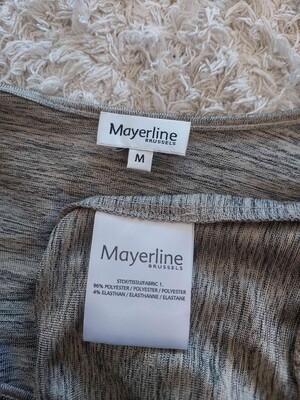 Mayerline
BRUSSELS
M
Mayerline
BRUSSELS
STOF/TISSU/FABRIC 1.
96% POLYESTER / POLYESTER / POLYESTER
4% ELASTHAN / ELASTHANNE / ELASTANE